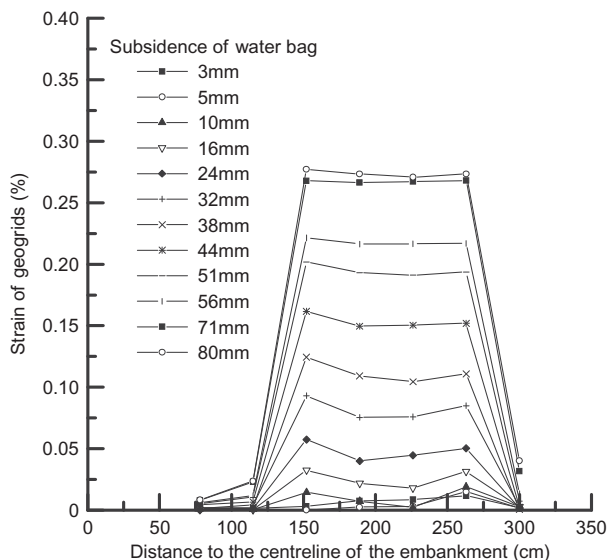 0.40
0.35
0.30
0.25
0.20
0.15
0.10
0.05
0
Strain of geogrids (%)
Subsidence of water bag
3mm
5mm
10mm
16mm
24mm
32mm
38mm
44mm
51mm
56mm
71mm
80mm
0 50 100 150 200 250 300 350
Distance to the centreline of the embankment (cm)